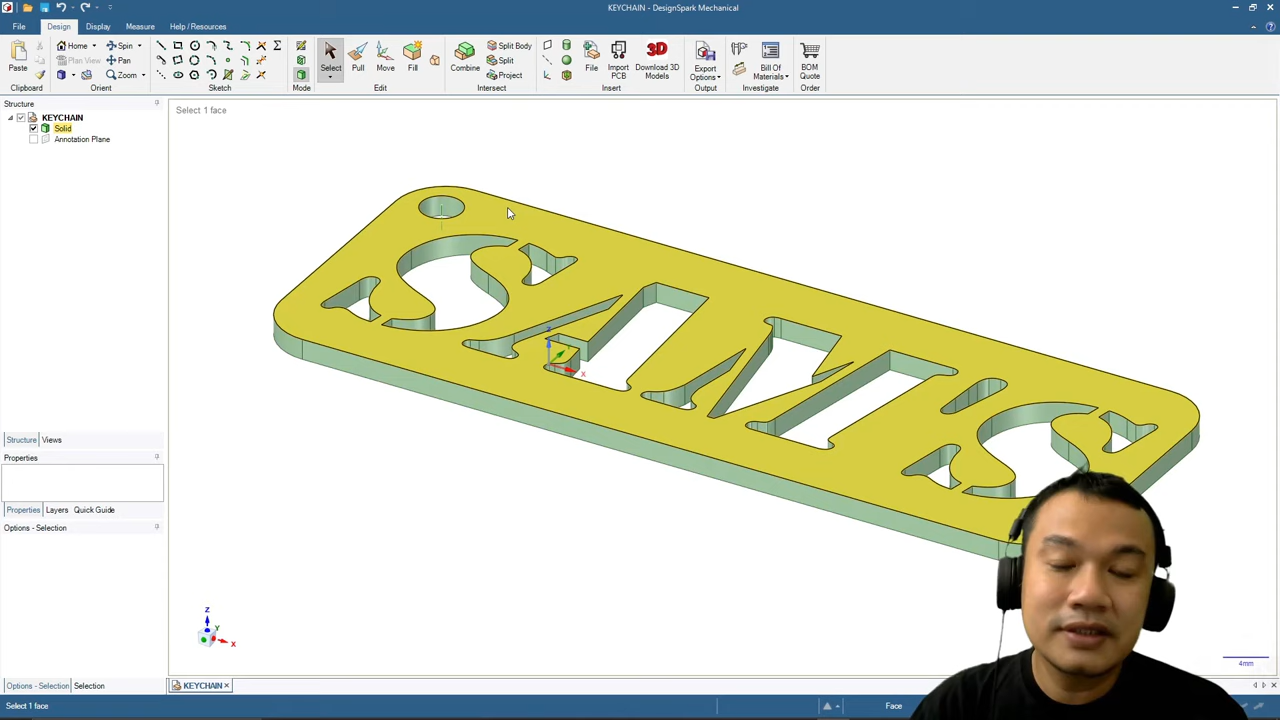 KEYCHAIN - DesignSpark Mechanical
File
Design
Display
Measure
Help / Resources
Paste
Home
Spin
Plan View
Pan
Zoom
Select
Pull
Move
Fill
Combine
Split Body
Split
Project
File
Import PCB
Download 3D Models
3D
Export Options
Bill Of Materials
BOM Quote
Clipboard
Orient
Sketch
Mode
Edit
Intersect
Insert
Output
Investigate
Order
Structure
KEYCHAIN
Solid
Annotation Plane
Select 1 face
SAM'S
Z
X
Structure
Views
Properties
Properties
Layers
Quick Guide
Options - Selection
Z
Y
X
4mm
Options - Selection
Selection
KEYCHAIN
Select 1 face
Face